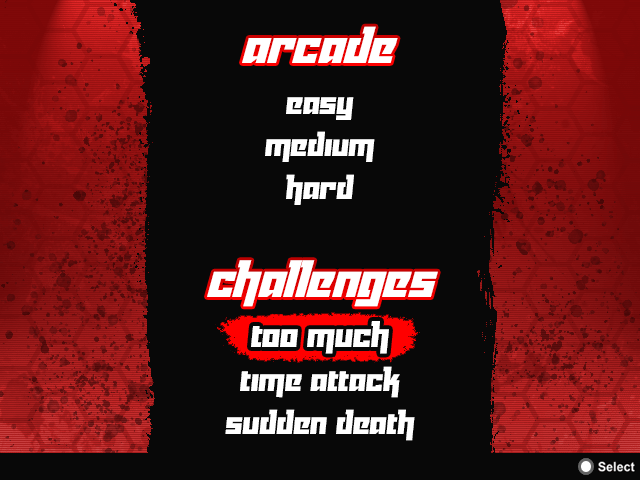 arcade
easy
medium
hard
challenges
too much
time attack
sudden death
Select